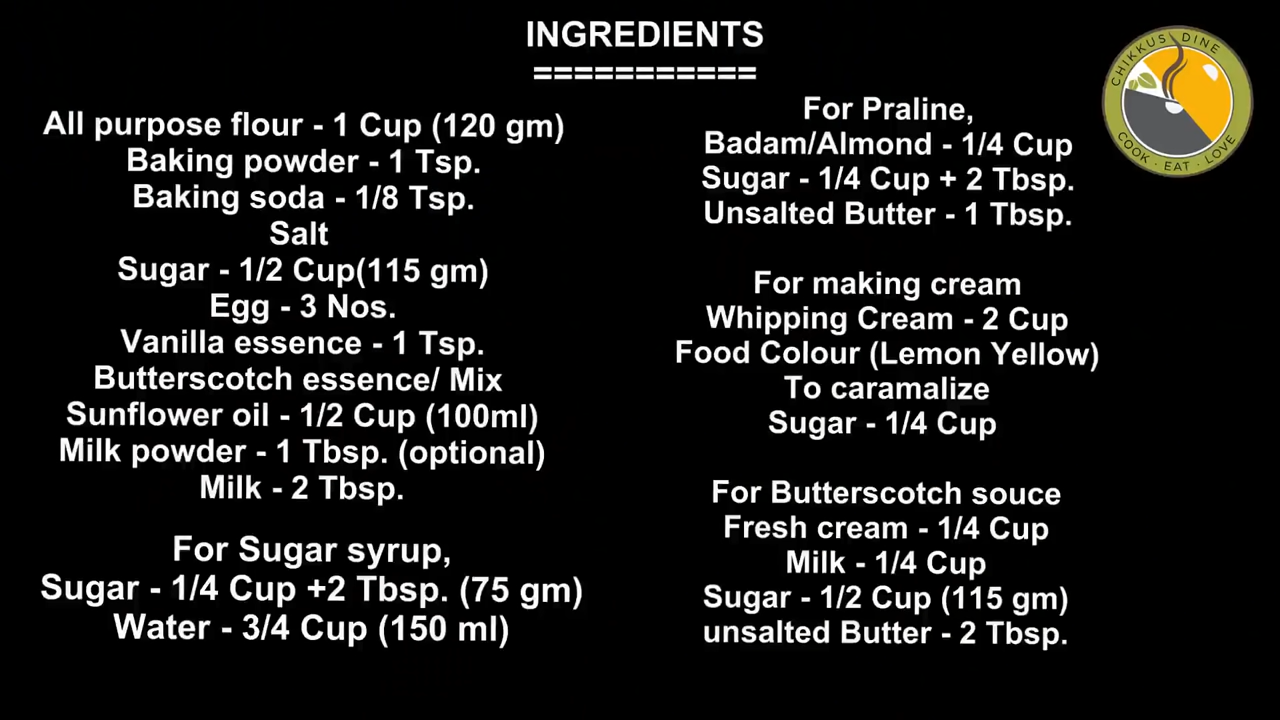 INGREDIENTS
===========
All purpose flour - 1 Cup (120 gm)
Baking powder - 1 Tsp.
Baking soda - 1/8 Tsp.
Salt
Sugar - 1/2 Cup(115 gm)
Egg - 3 Nos.
Vanilla essence - 1 Tsp.
Butterscotch essence/ Mix
Sunflower oil - 1/2 Cup (100ml)
Milk powder - 1 Tbsp. (optional)
Milk - 2 Tbsp.
For Sugar syrup,
Sugar - 1/4 Cup +2 Tbsp. (75 gm)
Water - 3/4 Cup (150 ml)
For Praline,
Badam/Almond - 1/4 Cup
Sugar - 1/4 Cup + 2 Tbsp.
Unsalted Butter - 1 Tbsp.
For making cream
Whipping Cream - 2 Cup
Food Colour (Lemon Yellow)
To caramalize
Sugar - 1/4 Cup
For Butterscotch souce
Fresh cream - 1/4 Cup
Milk - 1/4 Cup
Sugar - 1/2 Cup (115 gm)
unsalted Butter - 2 Tbsp.
CHIKKUS DINE
COOK · EAT · LOVE